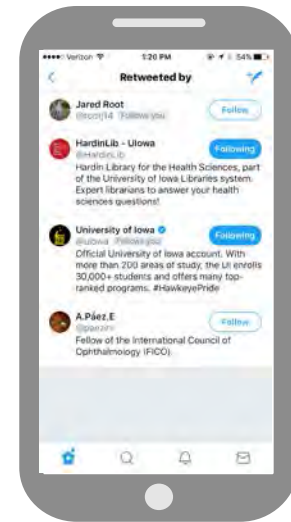 Verizon 1:20 PM 54%
Retweeted by
Jared Root
Follows you
Follow
HardinLib - UIowa
@HardinLib
Following
Hardin Library for the Health Sciences, part
of the University of Iowa Libraries system.
Expert librarians to answer your health
sciences questions!
University of Iowa
@uiowa Follows you
Following
Official University of Iowa account. With
more than 200 areas of study, the UI enrolls
30,000+ students and offers many top-
ranked programs. #HawkeyePride
A.Páez.E
Follow
Fellow of the International Council of
Ophthalmology (FICO)